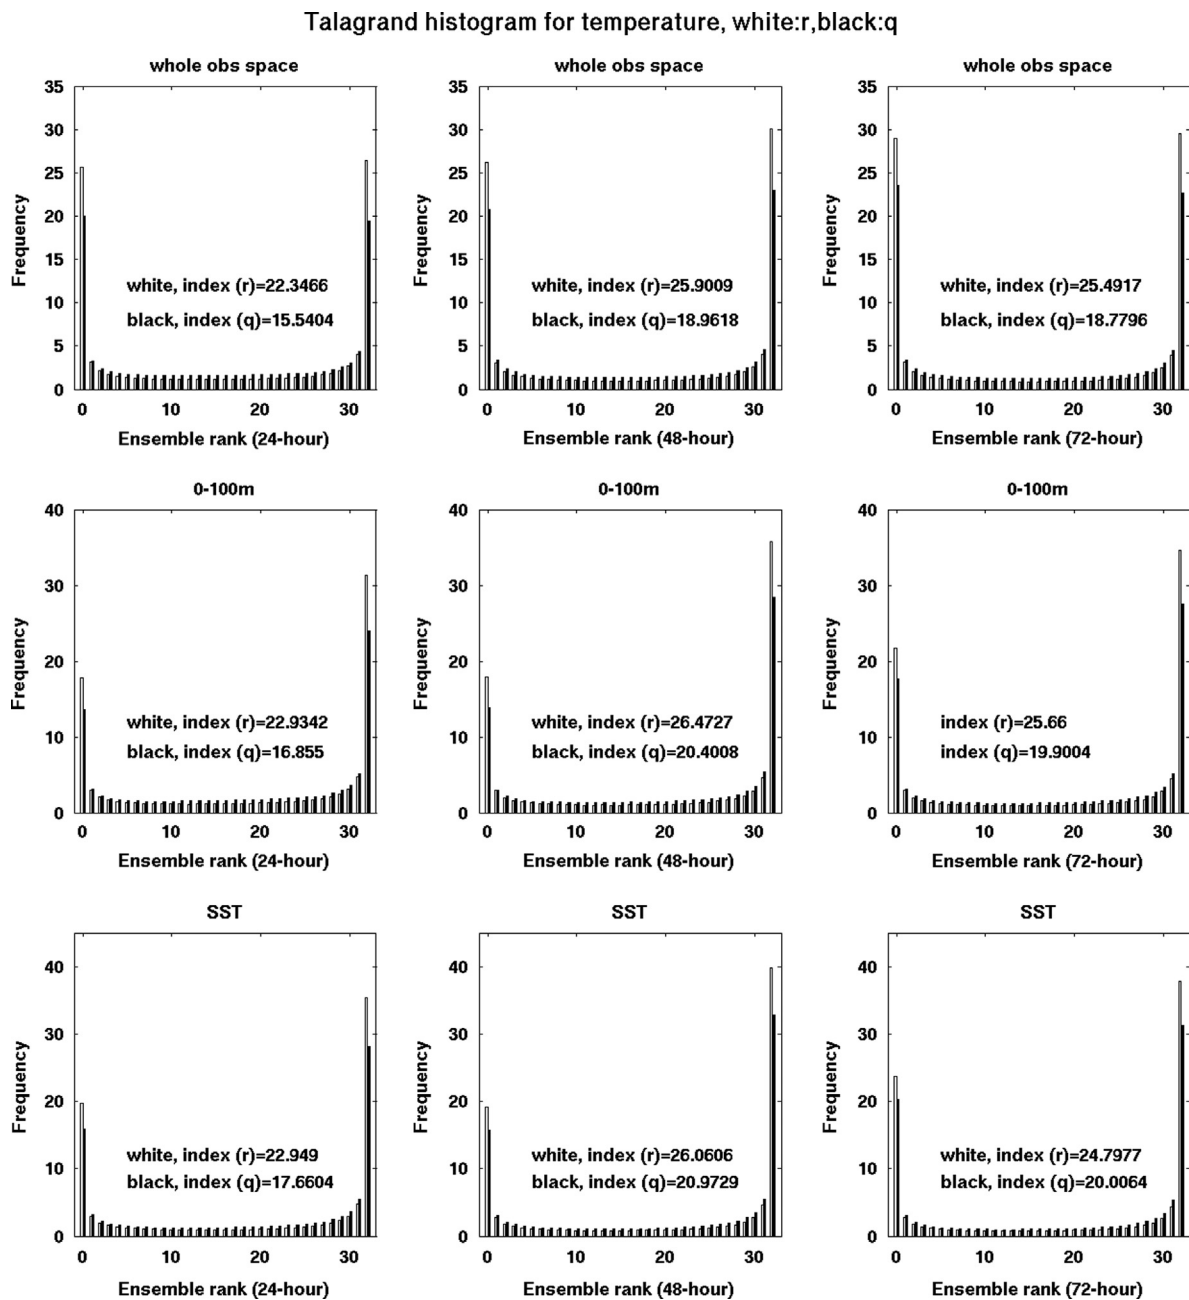 Talagrand histogram for temperature, white:r,black:q
whole obs space
35
30
25
20
15
10
5
0
Frequency
white, index (r)=22.3466
black, index (q)=15.5404
0 10 20 30
Ensemble rank (24-hour)
whole obs space
35
30
25
20
15
10
5
0
Frequency
white, index (r)=25.9009
black, index (q)=18.9618
0 10 20 30
Ensemble rank (48-hour)
whole obs space
35
30
25
20
15
10
5
0
Frequency
white, index (r)=25.4917
black, index (q)=18.7796
0 10 20 30
Ensemble rank (72-hour)
0-100m
40
30
20
10
0
Frequency
white, index (r)=22.9342
black, index (q)=16.855
0 10 20 30
Ensemble rank (24-hour)
0-100m
40
30
20
10
0
Frequency
white, index (r)=26.4727
black, index (q)=20.4008
0 10 20 30
Ensemble rank (48-hour)
0-100m
40
30
20
10
0
Frequency
index (r)=25.66
index (q)=19.9004
0 10 20 30
Ensemble rank (72-hour)
SST
40
30
20
10
0
Frequency
white, index (r)=22.949
black, index (q)=17.6604
0 10 20 30
Ensemble rank (24-hour)
SST
40
30
20
10
0
Frequency
white, index (r)=26.0606
black, index (q)=20.9729
0 10 20 30
Ensemble rank (48-hour)
SST
40
30
20
10
0
Frequency
white, index (r)=24.7977
black, index (q)=20.0064
0 10 20 30
Ensemble rank (72-hour)